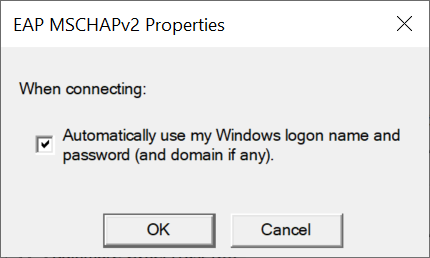 EAP MSCHAPv2 Properties
When connecting:
Automatically use my Windows logon name and
password (and domain if any).
OK
Cancel